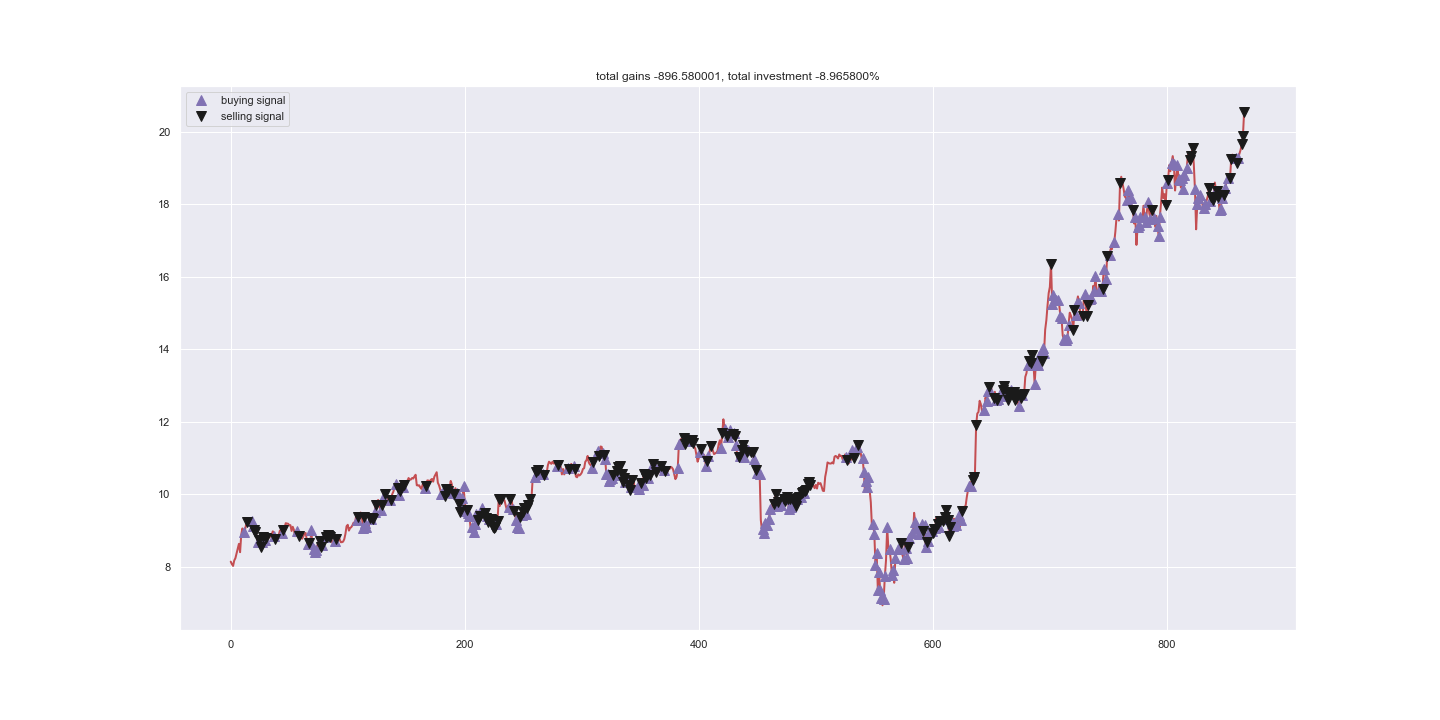 total gains -896.580001, total investment -8.965800%
buying signal
selling signal
20
18
16
14
12
10
8
0 200 400 600 800